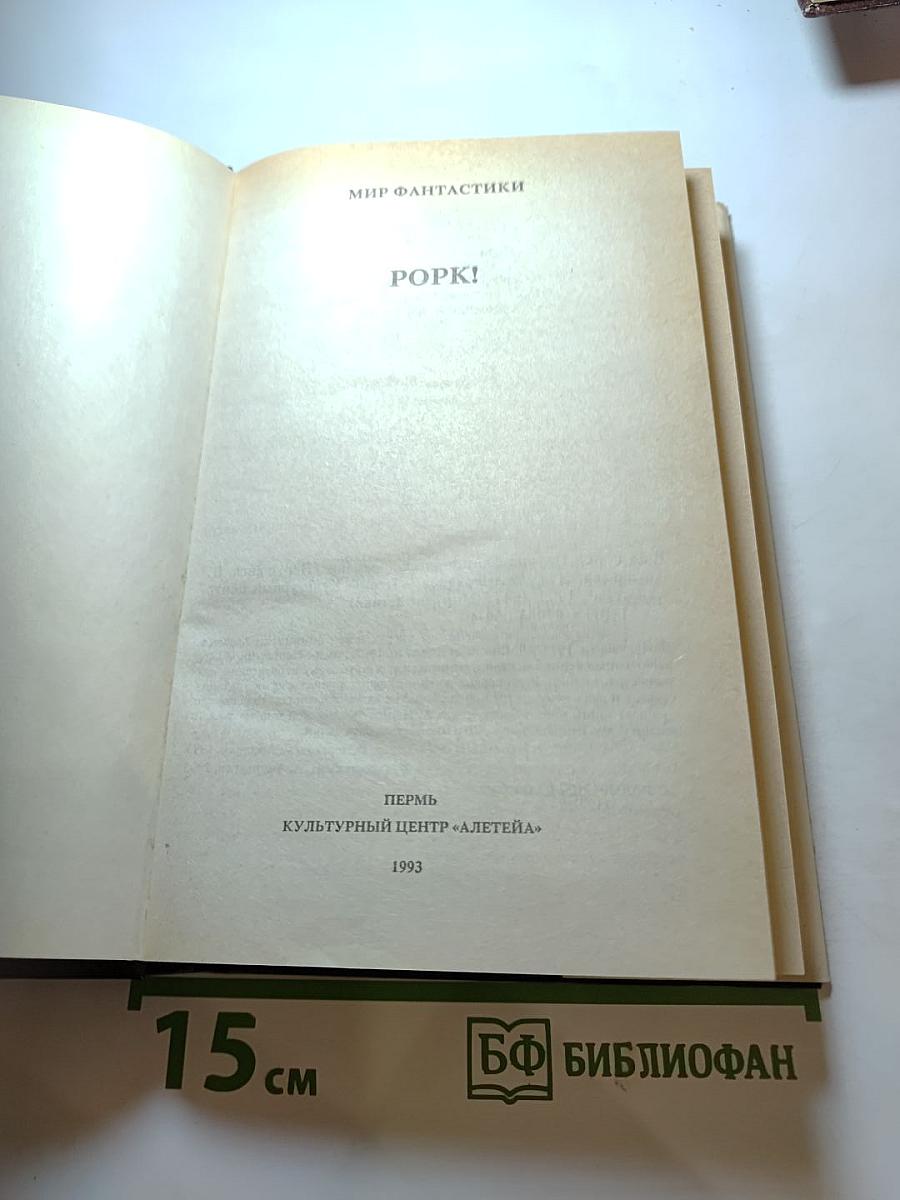 МИР ФАНТАСТИКИ
РОРК!
ПЕРМЬ
КУЛЬТУРНЫЙ ЦЕНТР «АЛЕТЕЙА»
1993
15 см
БФ БИБЛИОФАН